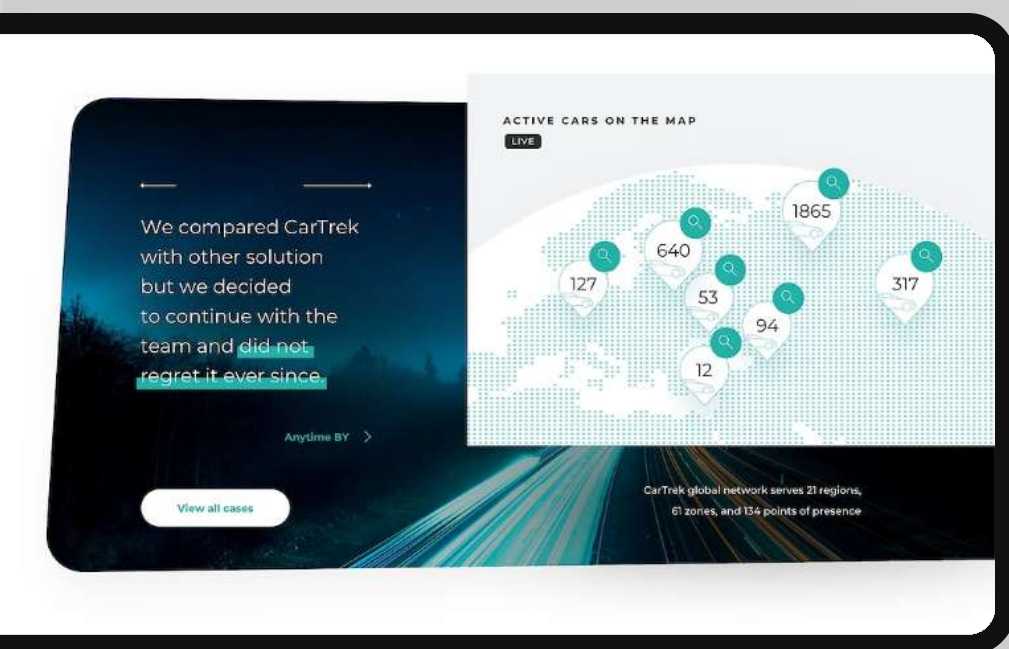 We compared CarTrek
with other solution
but we decided
to continue with the
team and did not
regret it ever since.
Anytime BY
View all cases
ACTIVE CARS ON THE MAP
LIVE
1865
640
127
317
53
94
12
CarTrek global network serves 21 regions,
61 zones, and 134 points of presence